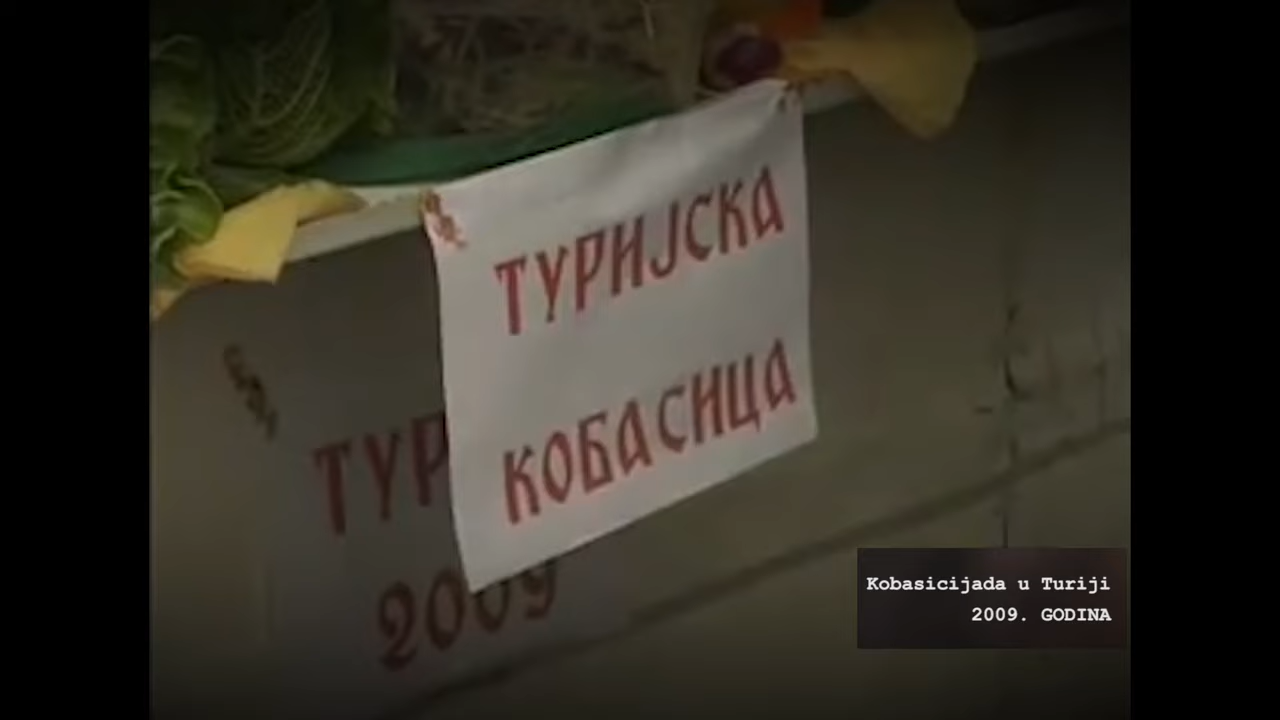 ТУРИЈСКА
КОБАСИЦА
ТУР
2009
Kobasicijada u Turiji
2009. GODINA